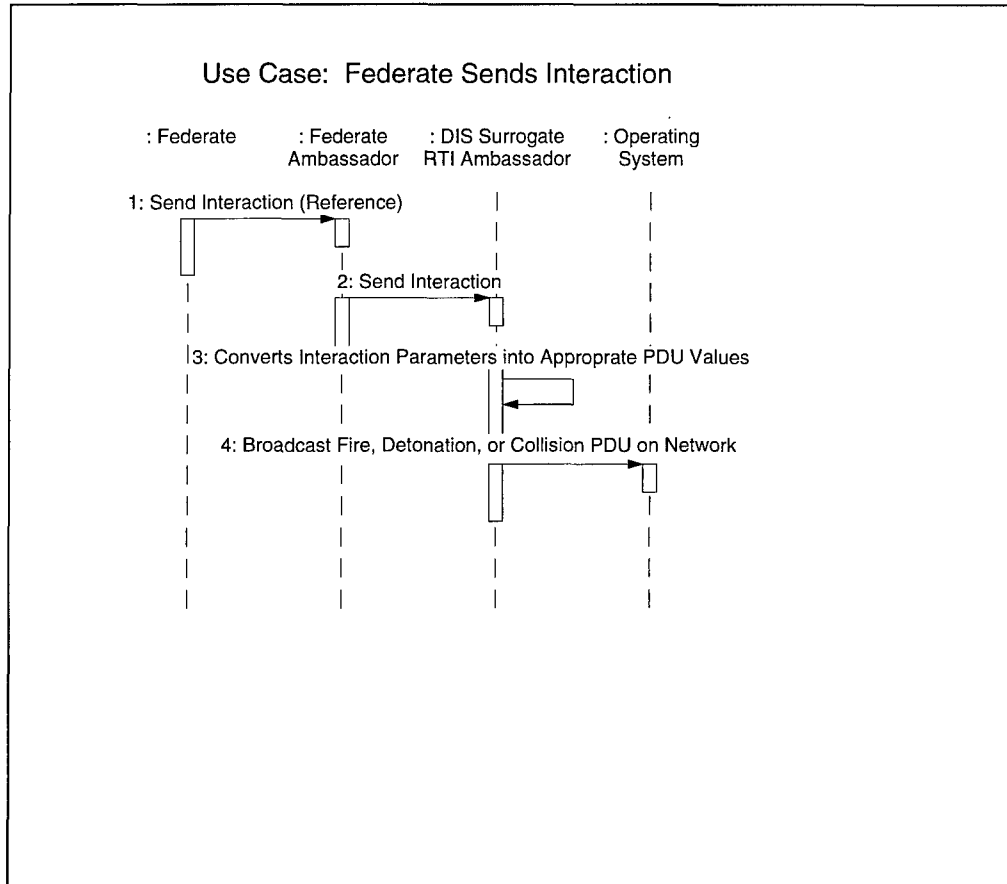 Use Case: Federate Sends Interaction
: Federate
: Federate
Ambassador
: DIS Surrogate
RTI Ambassador
: Operating
System
1: Send Interaction (Reference)
2: Send Interaction
3: Converts Interaction Parameters into Approprate PDU Values
4: Broadcast Fire, Detonation, or Collision PDU on Network